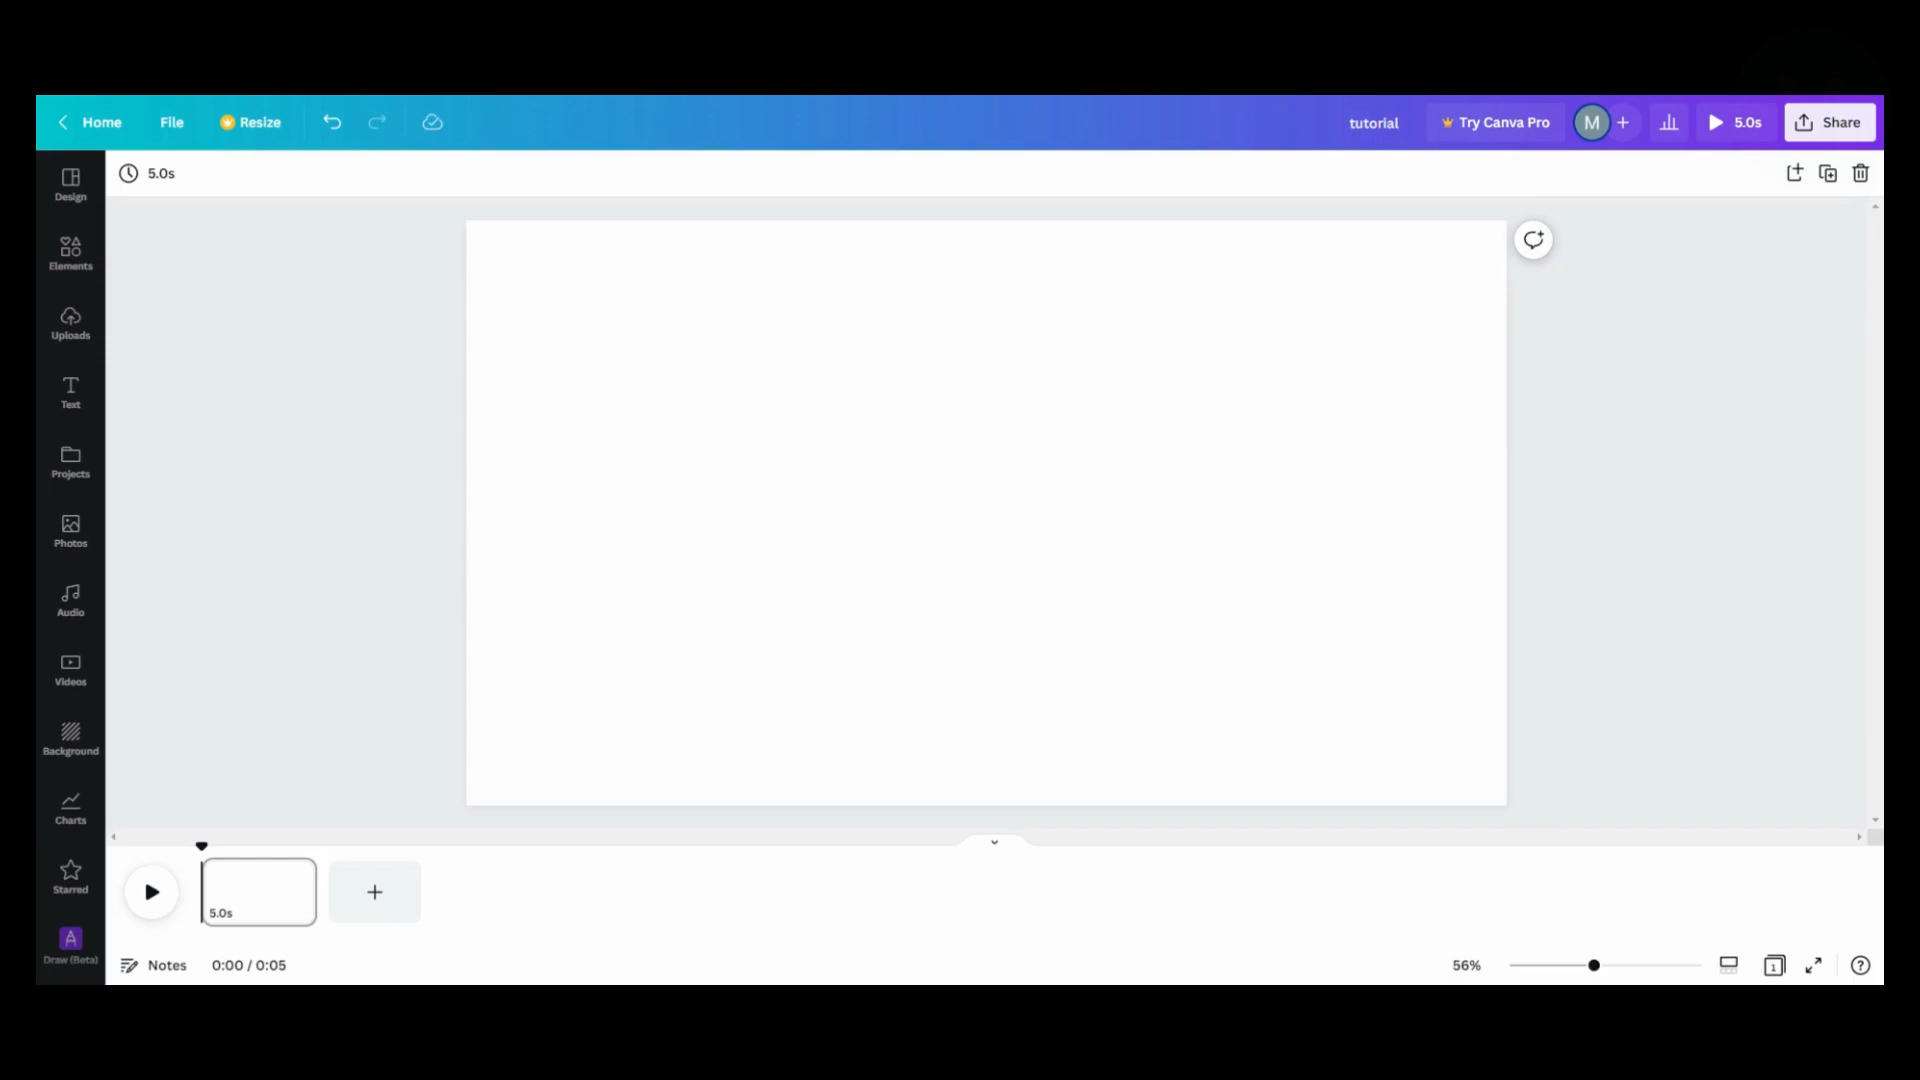 Home File Resize tutorial Try Canva Pro M 5.0s Share
5.0s
Design
Elements
Uploads
Text
Projects
Photos
Audio
Videos
Background
Charts
Starred
Draw (Beta)
5.0s
Notes 0:00 / 0:05 56% 1